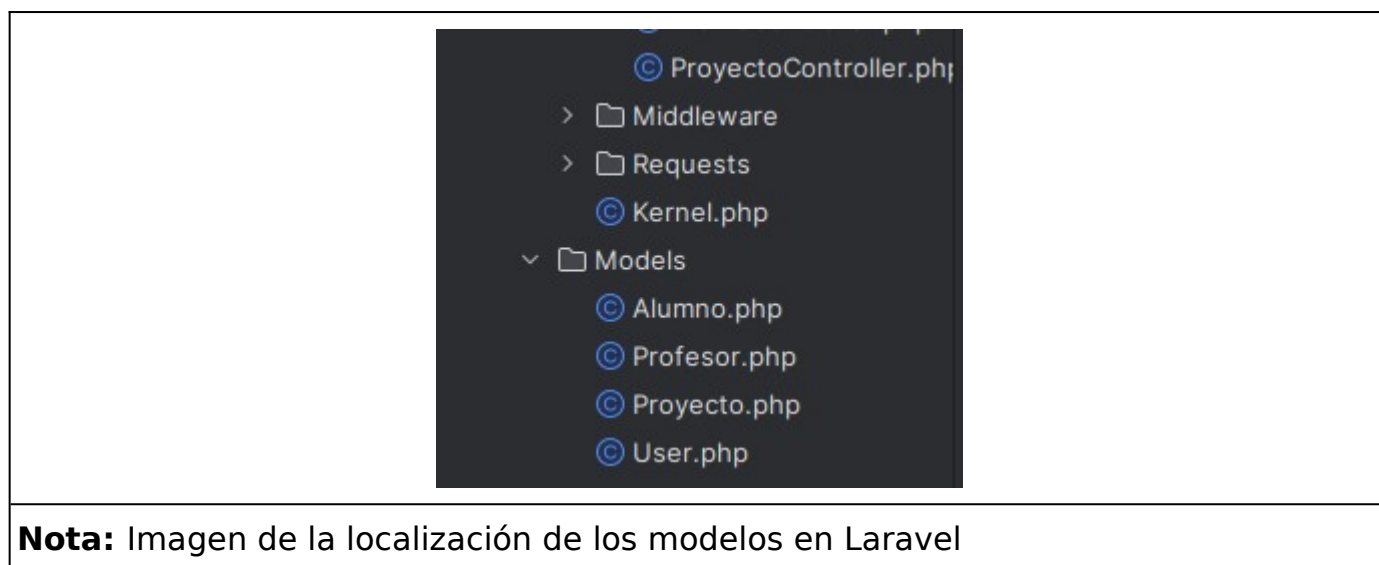 ProyectoController.php
Middleware
Requests
Kernel.php
Models
Alumno.php
Profesor.php
Proyecto.php
User.php
Nota: Imagen de la localización de los modelos en Laravel